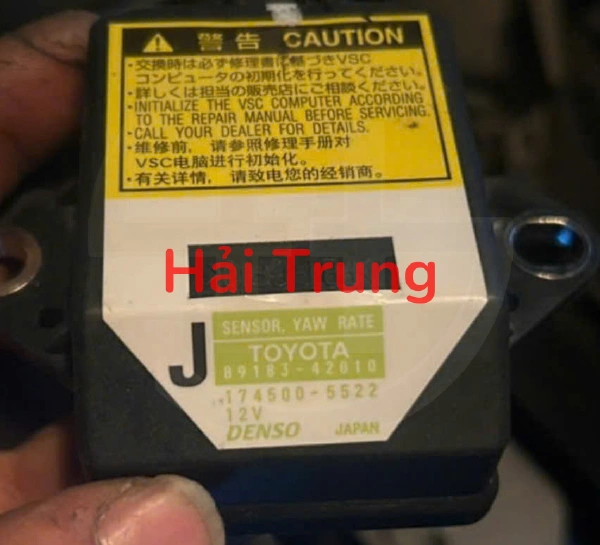 警告 CAUTION
・交換時は必ず修理書に基づきVSC
コンピュータの初期化を行ってください。
・詳しくは担当の販売店にご相談ください。
・INITIALIZE THE VSC COMPUTER ACCORDING
TO THE REPAIR MANUAL BEFORE SERVICING.
・CALL YOUR DEALER FOR DETAILS.
・维修前，请参照修理手册对
VSC电脑进行初始化。
・有关详情，请致电您的经销商。
Hải Trung
J
SENSOR, YAW RATE
TOYOTA
89183-42010
174500-5522
12V
DENSO JAPAN